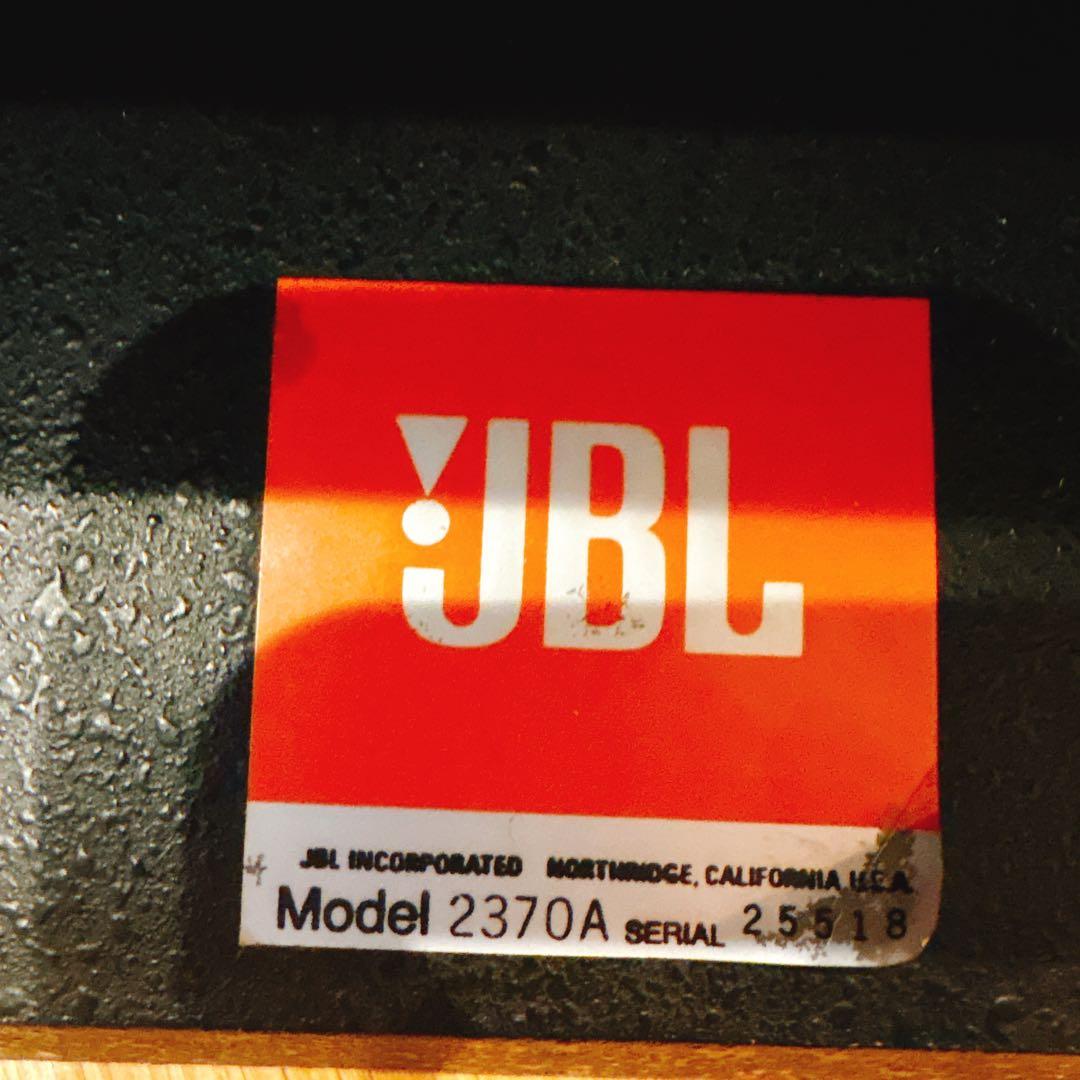 JBL
JBL INCORPORATED NORTHRIDGE, CALIFORNIA U.S.A.
Model 2370A SERIAL 25518